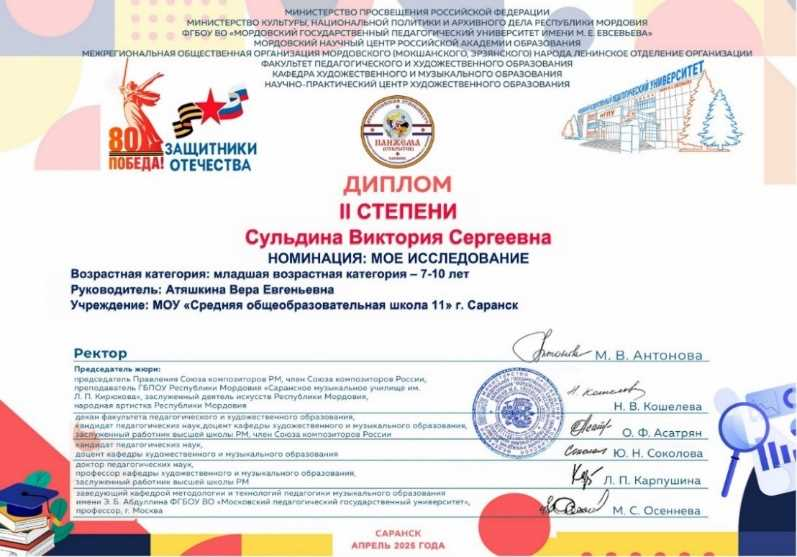 МИНИСТЕРСТВО ПРОСВЕЩЕНИЯ РОССИЙСКОЙ ФЕДЕРАЦИИ
МИНИСТЕРСТВО КУЛЬТУРЫ, НАЦИОНАЛЬНОЙ ПОЛИТИКИ И АРХИВНОГО ДЕЛА РЕСПУБЛИКИ МОРДОВИЯ
ФГБОУ ВО «МОРДОВСКИЙ ГОСУДАРСТВЕННЫЙ ПЕДАГОГИЧЕСКИЙ УНИВЕРСИТЕТ ИМЕНИ М. Е. ЕВСЕВЬЕВА»
МОРДОВСКИЙ НАУЧНЫЙ ЦЕНТР РОССИЙСКОЙ АКАДЕМИИ ОБРАЗОВАНИЯ
МЕЖРЕГИОНАЛЬНАЯ ОБЩЕСТВЕННАЯ ОРГАНИЗАЦИЯ МОРДОВСКОГО (МОКШАНСКОГО, ЭРЗЯНСКОГО) НАРОДА ЛЕНИНСКОЕ ОТДЕЛЕНИЕ ОРГАНИЗАЦИИ
ФАКУЛЬТЕТ ПЕДАГОГИЧЕСКОГО И ХУДОЖЕСТВЕННОГО ОБРАЗОВАНИЯ
КАФЕДРА ХУДОЖЕСТВЕННОГО И МУЗЫКАЛЬНОГО ОБРАЗОВАНИЯ
НАУЧНО-ПРАКТИЧЕСКИЙ ЦЕНТР ХУДОЖЕСТВЕННОГО ОБРАЗОВАНИЯ
80
ПОБЕДА!
ЗАЩИТНИКИ
ОТЕЧЕСТВА
ПАНЖЕМА
(ОТКРЫТИЕ)
ПЕДАГОГИЧЕСКИЙ УНИВЕРСИТЕТ
МГПУ
ДИПЛОМ
II СТЕПЕНИ
Сульдина Виктория Сергеевна
НОМИНАЦИЯ: МОЕ ИССЛЕДОВАНИЕ
Возрастная категория: младшая возрастная категория – 7-10 лет
Руководитель: Атяшкина Вера Евгеньевна
Учреждение: МОУ «Средняя общеобразовательная школа 11» г. Саранск
Ректор М. В. Антонова
Председатель жюри:
председатель Правления Союза композиторов РМ, член Союза композиторов России,
преподаватель ГБПОУ Республики Мордовия «Саранское музыкальное училище им.
Л. П. Кирюкова», заслуженный деятель искусств Республики Мордовия,
народная артистка Республики Мордовия Н. В. Кошелева
декан факультета педагогического и художественного образования,
кандидат педагогических наук,доцент кафедры художественного и музыкального образования,
заслуженный работник высшей школы РМ, член Союза композиторов России О. Ф. Асатрян
кандидат педагогических наук,
доцент кафедры художественного и музыкального образования Ю. Н. Соколова
доктор педагогических наук,
профессор кафедры художественного и музыкального образования,
заслуженный работник высшей школы РМ Л. П. Карпушина
заведующий кафедрой методологии и технологий педагогики музыкального образования
имени Э. Б. Абдуллина ФГБОУ ВО «Московский педагогический государственный университет»,
профессор, г. Москва М. С. Осеннева
САРАНСК
АПРЕЛЬ 2025 ГОДА